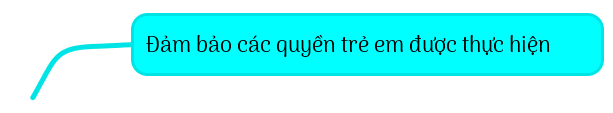 Đảm bảo các quyền trẻ em được thực hiện